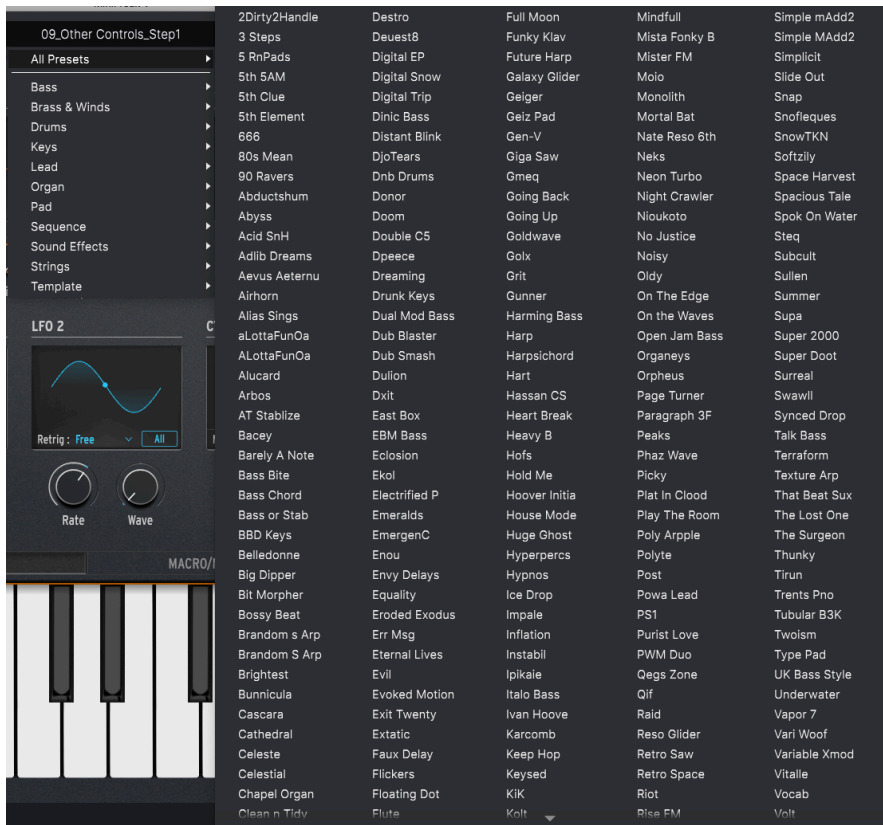 09_Other Controls_Step1
All Presets
Bass
Brass & Winds
Drums
Keys
Lead
Organ
Pad
Sequence
Sound Effects
Strings
Template
LFO 2
Retrig : Free
All
Rate
Wave
2Dirty2Handle
3 Steps
5 RnPads
5th 5AM
5th Clue
5th Element
666
80s Mean
90 Ravers
Abductshum
Abyss
Acid SnH
Adlib Dreams
Aevus Aeternu
Airhorn
Alias Sings
aLottaFunOa
ALottaFunOa
Alucard
Arbos
AT Stablize
Bacey
Barely A Note
Bass Bite
Bass Chord
Bass or Stab
BBD Keys
Belledonne
Big Dipper
Bit Morpher
Bossy Beat
Brandom s Arp
Brandom S Arp
Brightest
Bunnicula
Cascara
Cathedral
Celeste
Celestial
Chapel Organ
Clean n Tidy
Destro
Deuest8
Digital EP
Digital Snow
Digital Trip
Dinic Bass
Distant Blink
DjoTears
Dnb Drums
Donor
Doom
Double C5
Dpeece
Dreaming
Drunk Keys
Dual Mod Bass
Dub Blaster
Dub Smash
Dulion
Dxit
East Box
EBM Bass
Eclosion
Ekol
Electrified P
Emeralds
EmergenC
Enou
Envy Delays
Equality
Eroded Exodus
Err Msg
Eternal Lives
Evil
Evoked Motion
Exit Twenty
Extatic
Faux Delay
Flickers
Floating Dot
Flute
Full Moon
Funky Klav
Future Harp
Galaxy Glider
Geiger
Geiz Pad
Gen-V
Giga Saw
Gmeq
Going Back
Going Up
Goldwave
Golx
Grit
Gunner
Harming Bass
Harp
Harpsichord
Hart
Hassan CS
Heart Break
Heavy B
Hofs
Hold Me
Hoover Initia
House Mode
Huge Ghost
Hyperpercs
Hypnos
Ice Drop
Impale
Inflation
Instabil
Ipikaie
Italo Bass
Ivan Hoove
Karcomb
Keep Hop
Keysed
KiK
Kolt
Mindfull
Mista Fonky B
Mister FM
Moio
Monolith
Mortal Bat
Nate Reso 6th
Neks
Neon Turbo
Night Crawler
Nioukoto
No Justice
Noisy
Oldy
On The Edge
On the Waves
Open Jam Bass
Organeys
Orpheus
Page Turner
Paragraph 3F
Peaks
Phaz Wave
Picky
Plat In Clood
Play The Room
Poly Arpple
Polyte
Post
Powa Lead
PS1
Purist Love
PWM Duo
Qegs Zone
Qif
Raid
Reso Glider
Retro Saw
Retro Space
Riot
Rise FM
Simple mAdd2
Simple MAdd2
Simplicit
Slide Out
Snap
Snofleques
SnowTKN
Softzily
Space Harvest
Spacious Tale
Spok On Water
Steq
Subcult
Sullen
Summer
Supa
Super 2000
Super Doot
Surreal
Swawll
Synced Drop
Talk Bass
Terraform
Texture Arp
That Beat Sux
The Lost One
The Surgeon
Thunky
Tirun
Trents Pno
Tubular B3K
Twoism
Type Pad
UK Bass Style
Underwater
Vapor 7
Vari Woof
Variable Xmod
Vitalle
Vocab
Volt